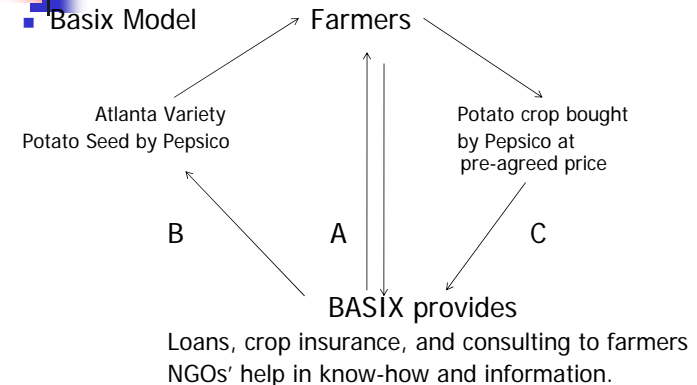 Basix Model
Farmers
Atlanta Variety
Potato Seed by Pepsico
Potato crop bought
by Pepsico at
pre-agreed price
B
A
C
BASIX provides
Loans, crop insurance, and consulting to farmers
NGOs' help in know-how and information.